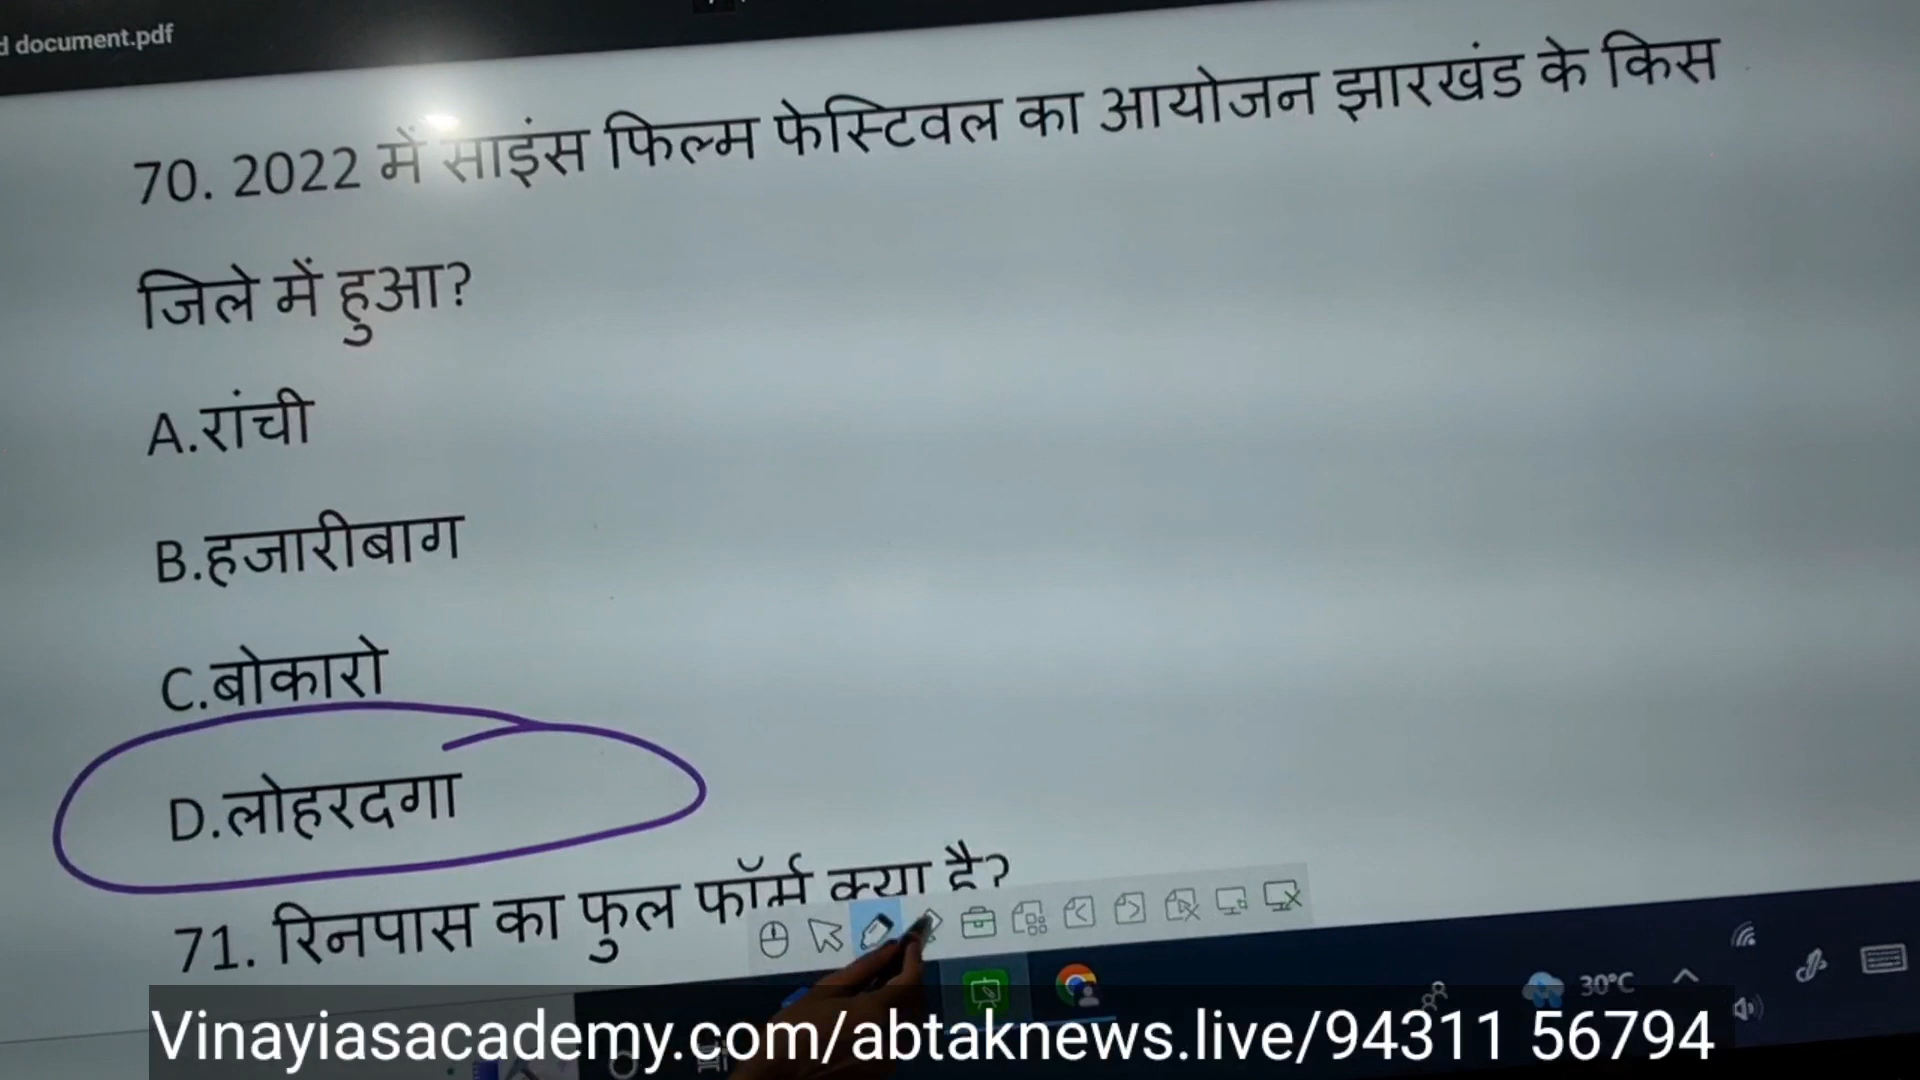 d document.pdf
70. 2022 में साइंस फिल्म फेस्टिवल का आयोजन झारखंड के किस
जिले में हुआ?
A.रांची
B.हजारीबाग
C.बोकारो
D.लोहरदगा
71. रिनपास का फुल फॉर्म क्या है?
30°C
Vinayiasacademy.com/abtaknews.live/94311 56794